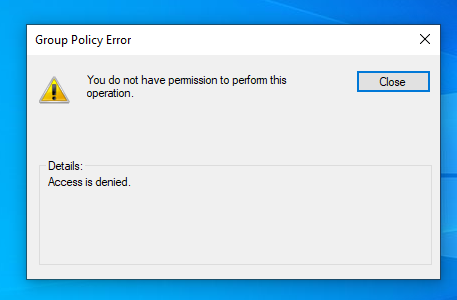 Group Policy Error
You do not have permission to perform this
operation.
Close
Details:
Access is denied.